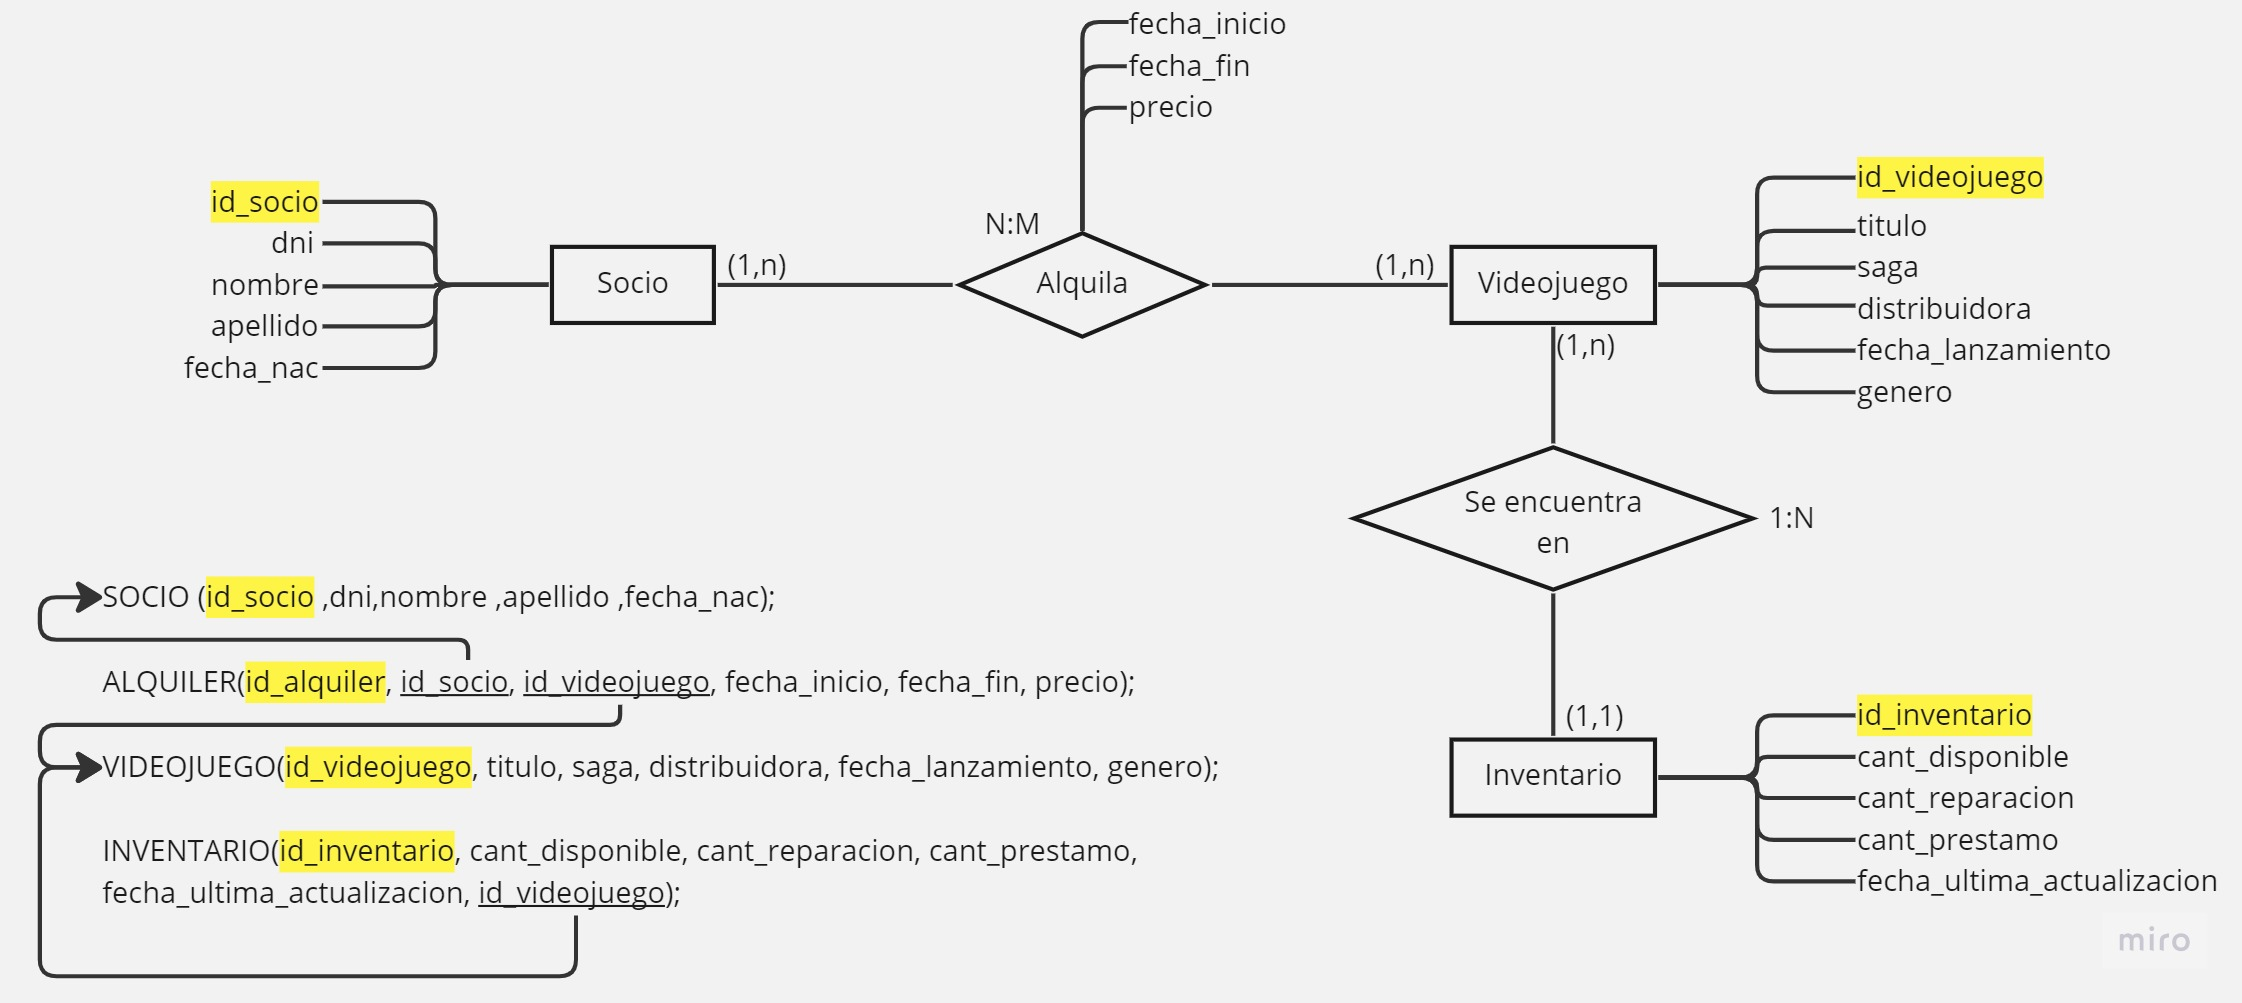 fecha_inicio
fecha_fin
precio
id_socio
dni
nombre
apellido
fecha_nac
Socio
(1,n)
N:M
Alquila
(1,n)
Videojuego
id_videojuego
titulo
saga
distribuidora
fecha_lanzamiento
genero
(1,n)
Se encuentra
en
1:N
(1,1)
Inventario
id_inventario
cant_disponible
cant_reparacion
cant_prestamo
fecha_ultima_actualizacion
SOCIO (id_socio ,dni,nombre ,apellido ,fecha_nac);
ALQUILER(id_alquiler, id_socio, id_videojuego, fecha_inicio, fecha_fin, precio);
VIDEOJUEGO(id_videojuego, titulo, saga, distribuidora, fecha_lanzamiento, genero);
INVENTARIO(id_inventario, cant_disponible, cant_reparacion, cant_prestamo,
fecha_ultima_actualizacion, id_videojuego);
miro